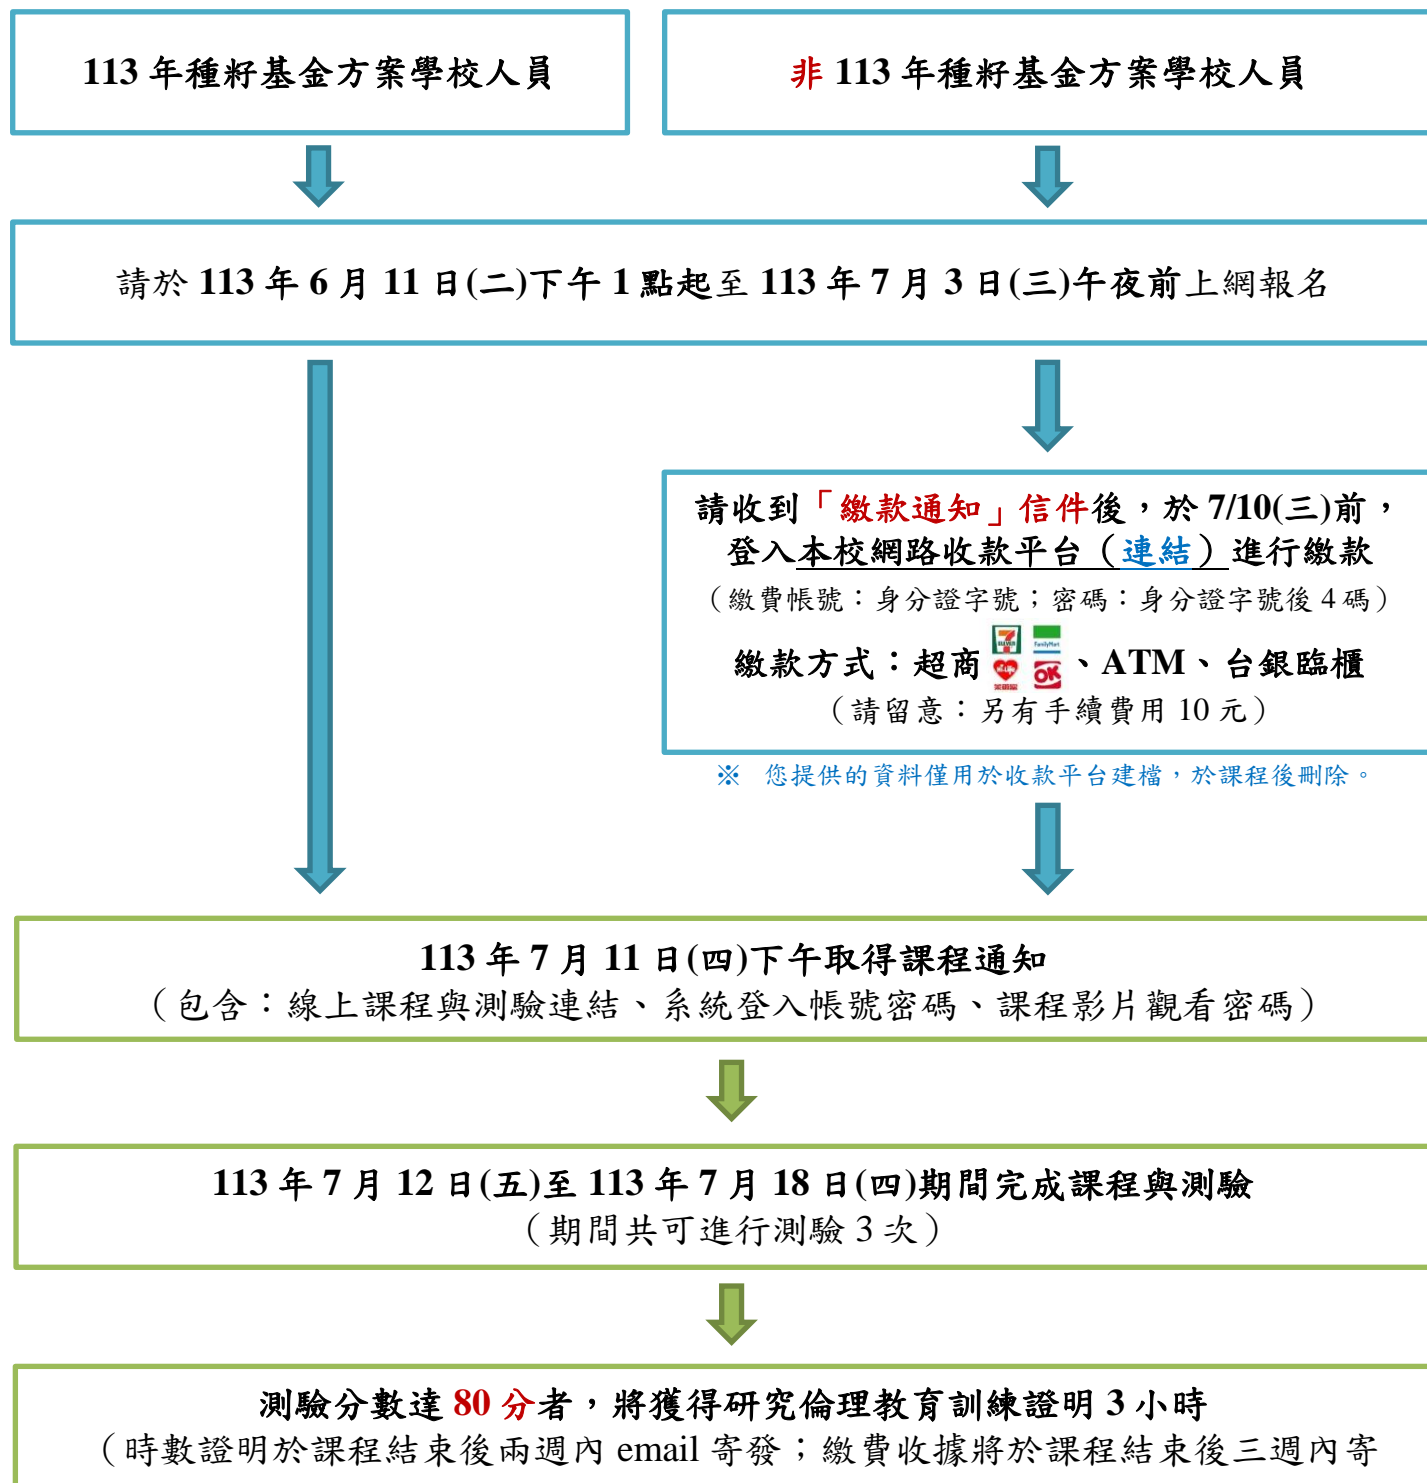 113 年種籽基金方案學校人員
非 113 年種籽基金方案學校人員
請於 113 年 6 月 11 日(二)下午 1 點起至 113 年 7 月 3 日(三)午夜前上網報名
請收到「繳款通知」信件後，於 7/10(三)前，
登入本校網路收款平台（連結）進行繳款
（繳費帳號：身分證字號；密碼：身分證字號後 4 碼）
繳款方式：超商 、ATM、台銀臨櫃
7
ELEVEN
FamilyMart
Hi-Life
萊爾富
OK
（請留意：另有手續費用 10 元）
※ 您提供的資料僅用於收款平台建檔，於課程後刪除。
113 年 7 月 11 日(四)下午取得課程通知
（包含：線上課程與測驗連結、系統登入帳號密碼、課程影片觀看密碼）
113 年 7 月 12 日(五)至 113 年 7 月 18 日(四)期間完成課程與測驗
（期間共可進行測驗 3 次）
測驗分數達 80 分者，將獲得研究倫理教育訓練證明 3 小時
（時數證明於課程結束後兩週內 email 寄發；繳費收據將於課程結束後三週內寄